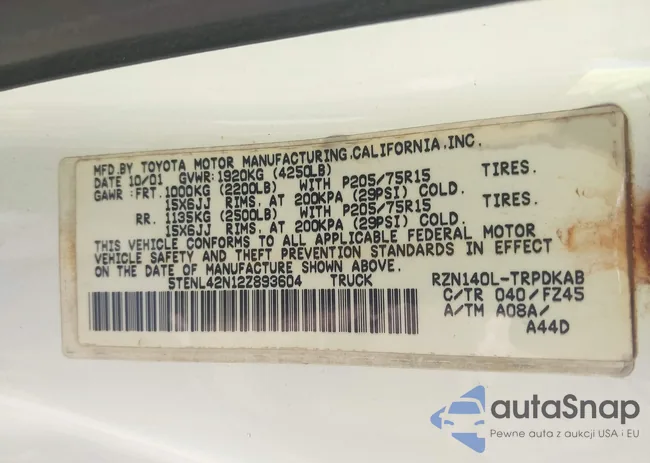 MFD.BY TOYOTA MOTOR MANUFACTURING,CALIFORNIA.INC.
DATE 10/01 GVWR:1920KG (4250LB)
GAWR:FRT.1000KG (2200LB) WITH P205/75R15 TIRES.
15X6JJ RIMS, AT 200KPA (29PSI) COLD.
RR. 1135KG (2500LB) WITH P205/75R15 TIRES.
15X6JJ RIMS, AT 200KPA (29PSI) COLD.
THIS VEHICLE CONFORMS TO ALL APPLICABLE FEDERAL MOTOR
VEHICLE SAFETY AND THEFT PREVENTION STANDARDS IN EFFECT
ON THE DATE OF MANUFACTURE SHOWN ABOVE.
5TENL42N12Z893604 TRUCK RZN140L-TRPDKAB
C/TR 040/FZ45
A/TM A08A/
A44D
autaSnap
Pewne auta z aukcji USA i EU